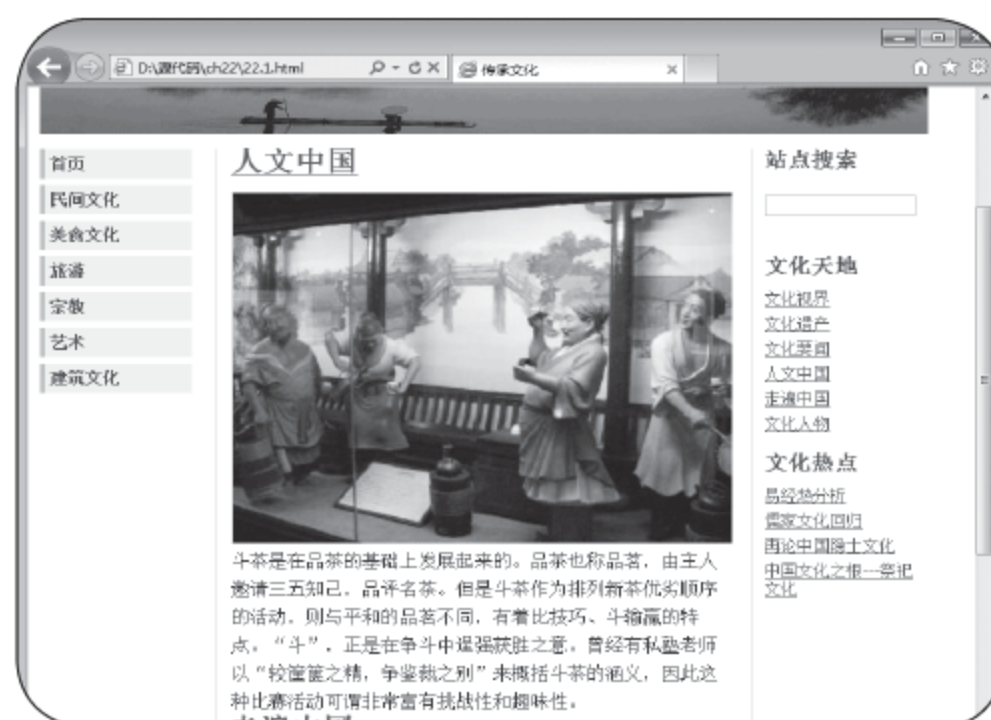 D:\源代码\ch22\22.1.html
传承文化
首页
民间文化
美食文化
旅游
宗教
艺术
建筑文化
人文中国
斗茶是在品茶的基础上发展起来的。品茶也称品茗，由主人
邀请三五知己，品评名茶。但是斗茶作为排列新茶优劣顺序
的活动，则与平和的品茗不同，有着比技巧、斗输赢的特
点。“斗”，正是在争斗中逞强获胜之意。曾经有私塾老师
以“较筐筐之精，争鉴裁之别”来概括斗茶的涵义，因此这
种比赛活动可谓非常富有挑战性和趣味性。
走遍中国
站点搜索
文化天地
文化视界
文化遗产
文化要闻
人文中国
走遍中国
文化人物
文化热点
易经热分析
儒家文化回归
再论中国隐士文化
中国文化之根---祭祀
文化